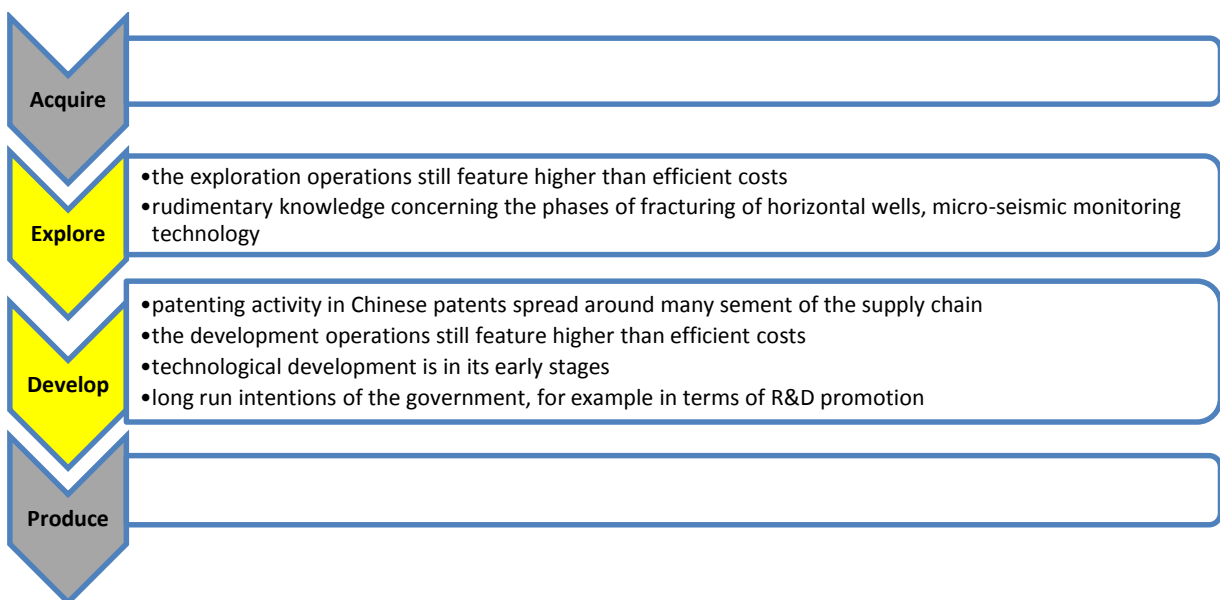 Acquire
Explore
•the exploration operations still feature higher than efficient costs
•rudimentary knowledge concerning the phases of fracturing of horizontal wells, micro-seismic monitoring
technology
Develop
•patenting activity in Chinese patents spread around many sement of the supply chain
•the development operations still feature higher than efficient costs
•technological development is in its early stages
•long run intentions of the government, for example in terms of R&D promotion
Produce